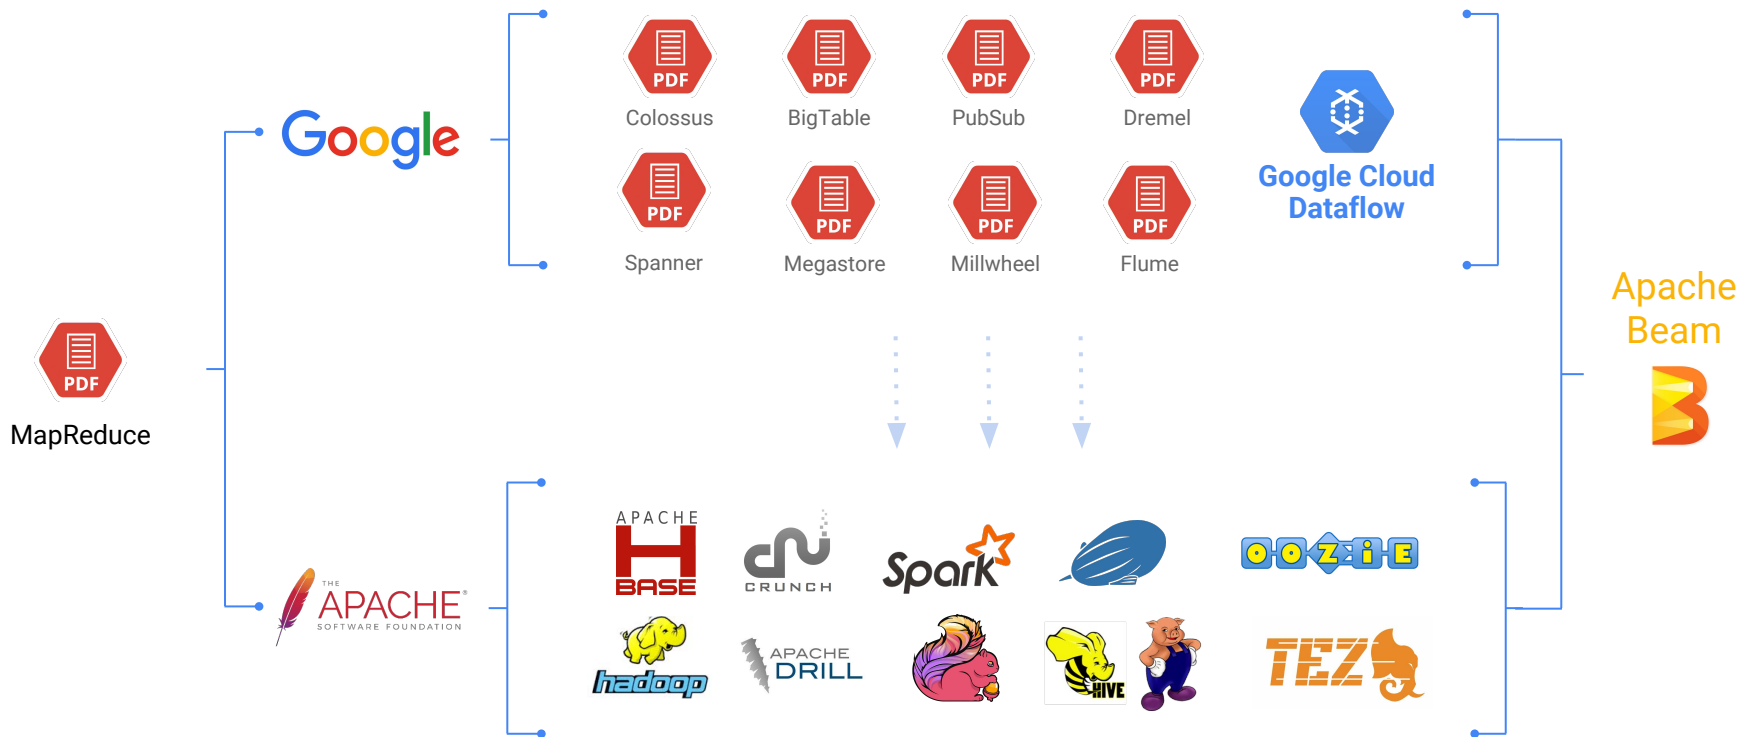 PDF
Colossus
PDF
BigTable
PDF
PubSub
PDF
Dremel
Google
Google Cloud
Dataflow
PDF
Spanner
PDF
Megastore
PDF
Millwheel
PDF
Flume
Apache
Beam
PDF
MapReduce
APACHE
H
BASE
CRUNCH
Spark
OOZiE
THE
APACHE®
SOFTWARE FOUNDATION
hadoop
APACHE
DRILL
HIVE
TEZ